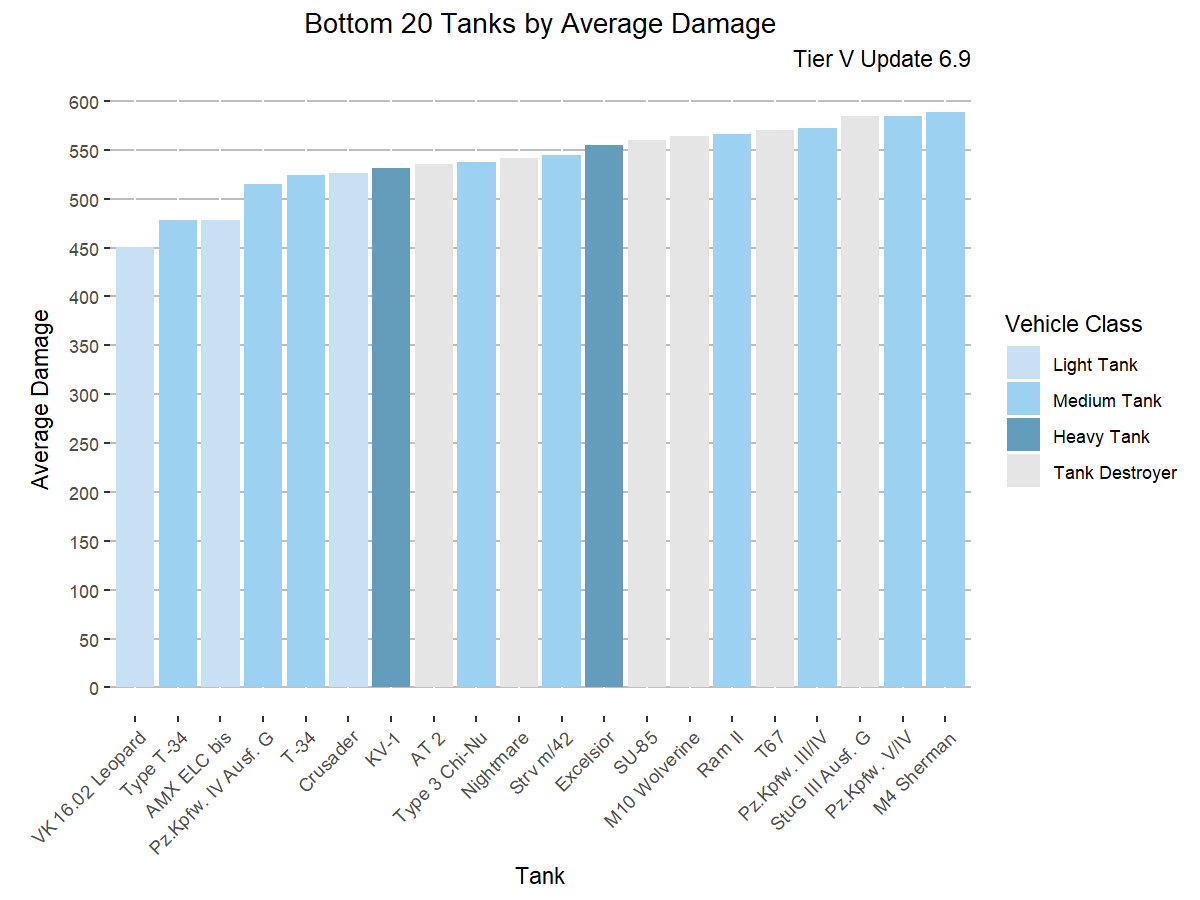 Bottom 20 Tanks by Average Damage
Tier V Update 6.9
600
550
500
450
400
350
300
250
200
150
100
50
0
Average Damage
VK 16.02 Leopard
Type T-34
AMX ELC bis
Pz.Kpfw. IV Ausf. G
T-34
Crusader
KV-1
AT 2
Type 3 Chi-Nu
Nightmare
Strv m/42
Excelsior
SU-85
M10 Wolverine
Ram II
T67
Pz.Kpfw. III/IV
StuG III Ausf. G
Pz.Kpfw. V/IV
M4 Sherman
Tank
Vehicle Class
Light Tank
Medium Tank
Heavy Tank
Tank Destroyer